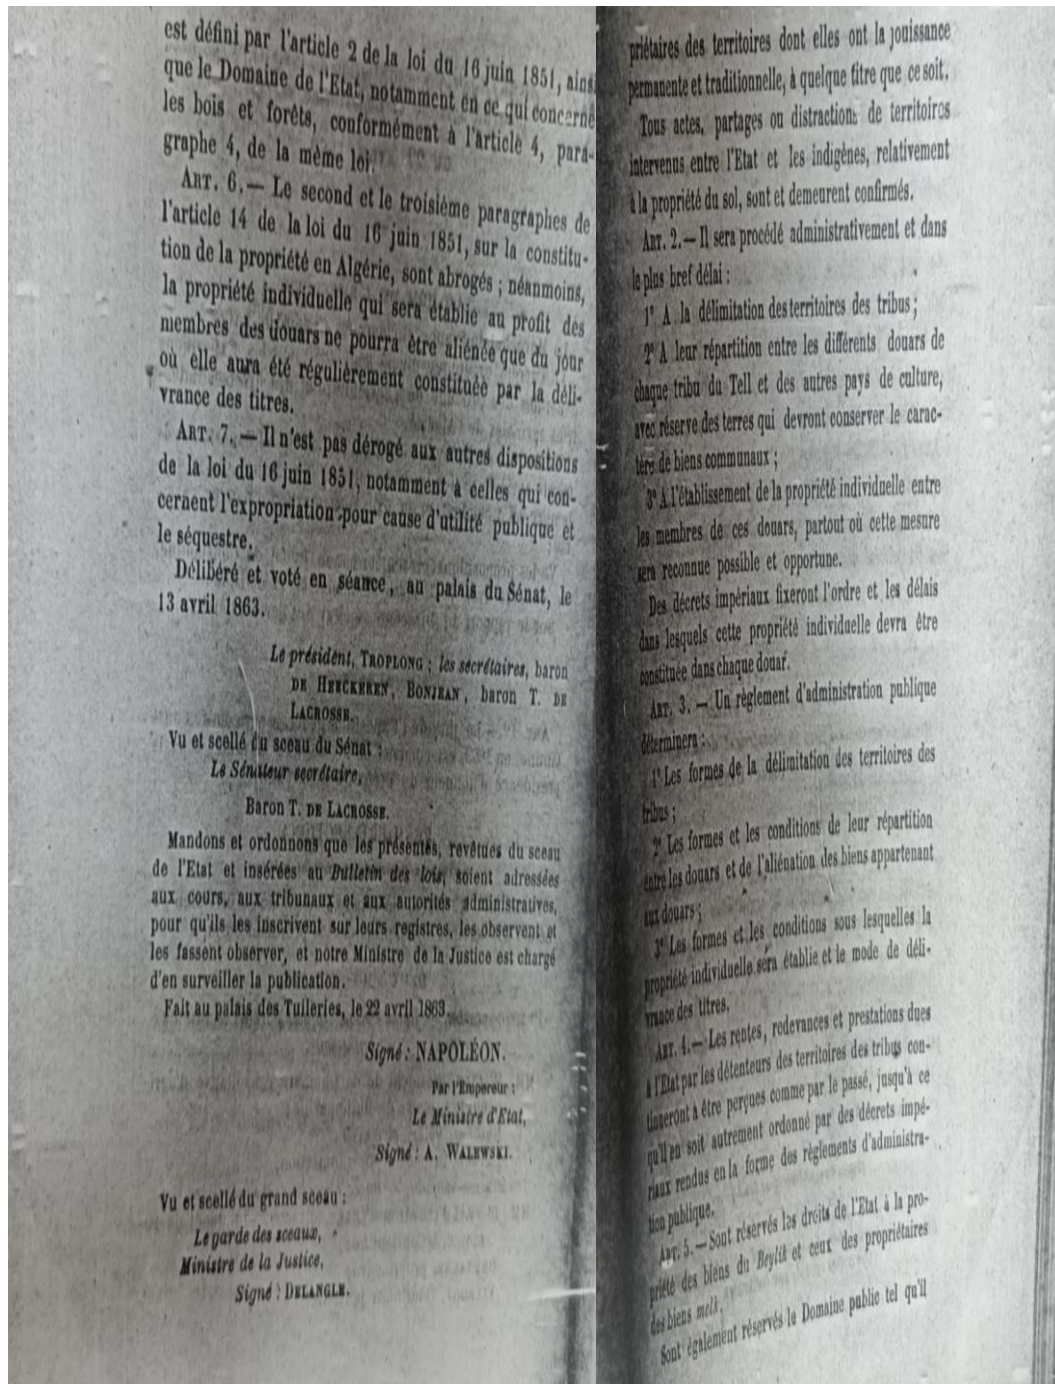 est défini par l'article 2 de la loi du 16 juin 1851, ainsi
que le Domaine de l'Etat, notamment en ce qui concerne
les bois et forêts, conformément à l'article 4, para-
graphe 4, de la même loi.
ART. 6. — Le second et le troisième paragraphes de
l'article 14 de la loi du 16 juin 1851, sur la constitu-
tion de la propriété en Algérie, sont abrogés ; néanmoins,
la propriété individuelle qui sera établie au profit des
membres des douars ne pourra être aliénée que du jour
où elle aura été régulièrement constituée par la déli-
vrance des titres.
ART. 7. — Il n'est pas dérogé aux autres dispositions
de la loi du 16 juin 1851, notamment à celles qui con-
cernent l'expropriation pour cause d'utilité publique et
le séquestre.
Délibéré et voté en séance, au palais du Sénat, le
13 avril 1863.
Le président, TROPLONG ; les secrétaires, baron
DE HEECKEREN, BONJEAN, baron T. DE
LACROSSE.
Vu et scellé du sceau du Sénat :
Le Sénateur secrétaire,
Baron T. DE LACROSSE.
Mandons et ordonnons que les présentes, revêtues du sceau
de l'Etat et insérées au Bulletin des lois, soient adressées
aux cours, aux tribunaux et aux autorités administratives,
pour qu'ils les inscrivent sur leurs registres, les observent et
les fassent observer, et notre Ministre de la Justice est chargé
d'en surveiller la publication.
Fait au palais des Tuileries, le 22 avril 1863.
Signé : NAPOLÉON.
Par l'Empereur :
Le Ministre d'Etat,
Signé : A. WALEWSKI.
Vu et scellé du grand sceau :
Le garde des sceaux,
Ministre de la Justice,
Signé : DELANGLE.
priétaires des territoires dont elles ont la jouissance
permanente et traditionnelle, à quelque titre que ce soit.
Tous actes, partages ou distractions de territoires
intervenus entre l'Etat et les indigènes, relativement
à la propriété du sol, sont et demeurent confirmés.
ART. 2. — Il sera procédé administrativement et dans
le plus bref délai :
1° A la délimitation des territoires des tribus ;
2° A leur répartition entre les différents douars de
chaque tribu du Tell et des autres pays de culture,
avec réserve des terres qui devront conserver le carac-
tère de biens communaux ;
3° A l'établissement de la propriété individuelle entre
les membres de ces douars, partout où cette mesure
sera reconnue possible et opportune.
Des décrets impériaux fixeront l'ordre et les délais
dans lesquels cette propriété individuelle devra être
constituée dans chaque douar.
ART. 3. — Un règlement d'administration publique
déterminera :
1° Les formes de la délimitation des territoires des
tribus ;
2° Les formes et les conditions de leur répartition
entre les douars et de l'aliénation des biens appartenant
aux douars ;
3° Les formes et les conditions sous lesquelles la
propriété individuelle sera établie et le mode de déli-
vrance des titres.
ART. 4. — Les rentes, redevances et prestations dues
à l'Etat par les détenteurs des territoires des tribus con-
tinueront à être perçues comme par le passé, jusqu'à ce
qu'il en soit autrement ordonné par des décrets impé-
riaux rendus en la forme des règlements d'administra-
tion publique.
ART. 5. — Sont réservés les droits de l'Etat à la pro-
priété des biens du Beylik et ceux des propriétaires
des biens melk.
Sont également réservés le Domaine public tel qu'il